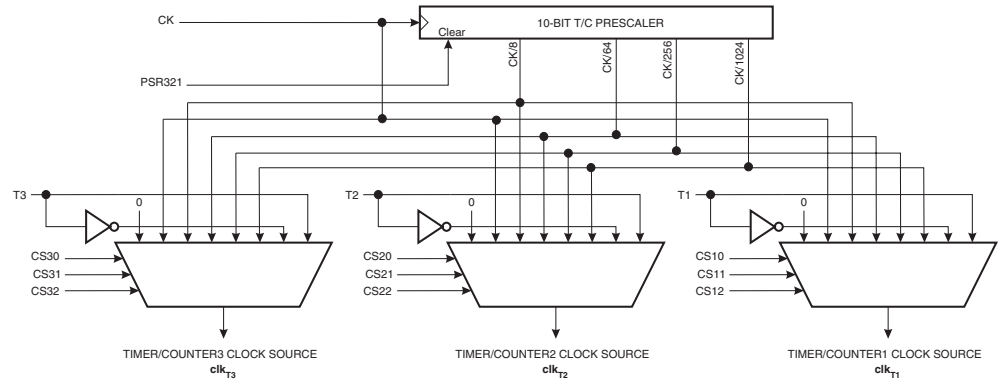 CK
10-BIT T/C PRESCALER
Clear
CK/8
CK/64
CK/256
CK/1024
PSR321
T3
0
T2
0
T1
0
CS30
CS31
CS32
CS20
CS21
CS22
CS10
CS11
CS12
TIMER/COUNTER3 CLOCK SOURCE
clkT3
TIMER/COUNTER2 CLOCK SOURCE
clkT2
TIMER/COUNTER1 CLOCK SOURCE
clkT1